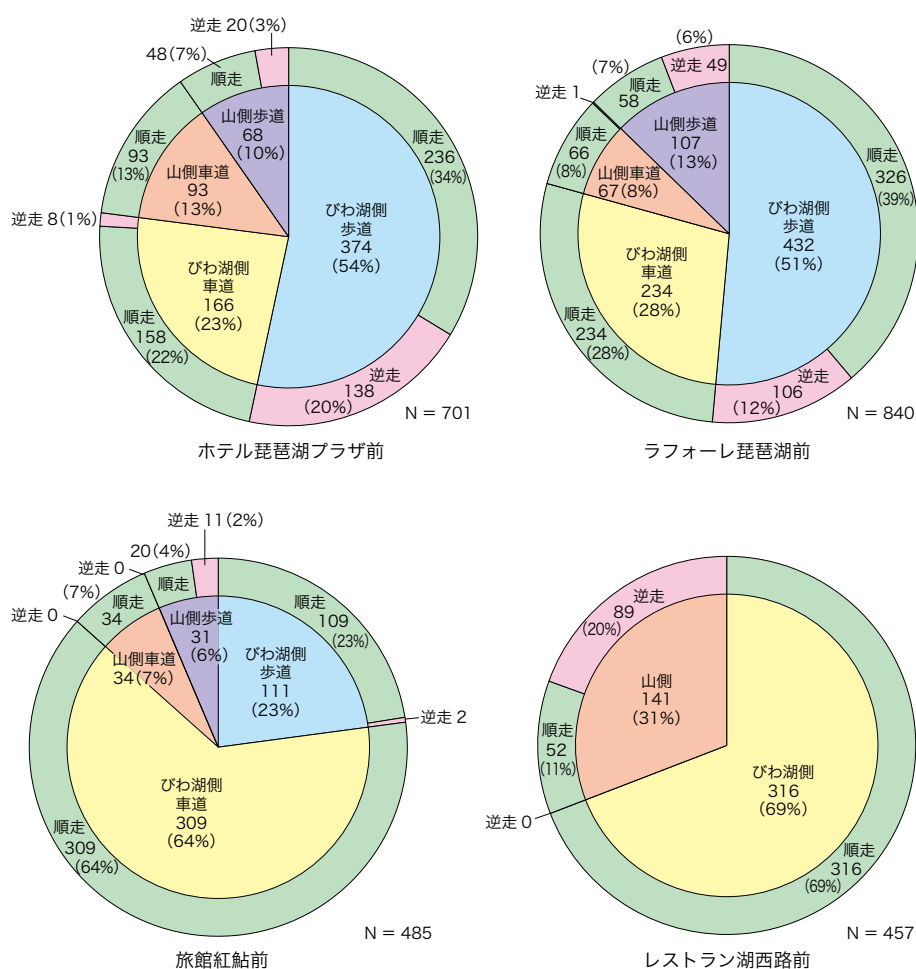 逆走 20(3%)
48(7%)
順走
山側歩道
68
(10%)
順走
93
(13%)
山側車道
93
(13%)
順走
236
(34%)
逆走 8(1%)
びわ湖側
歩道
374
(54%)
びわ湖側
車道
166
(23%)
順走
158
(22%)
逆走
138
(20%)
N = 701
ホテル琵琶湖プラザ前
(6%)
逆走 49
(7%)
順走
58
逆走 1
山側歩道
107
(13%)
順走
66
(8%)
山側車道
67(8%)
順走
326
(39%)
びわ湖側
歩道
432
(51%)
びわ湖側
車道
234
(28%)
順走
234
(28%)
逆走
106
(12%)
N = 840
ラフォーレ琵琶湖前
逆走 11(2%)
20(4%)
順走
逆走 0
(7%)
順走
34
逆走 0
山側歩道
31
(6%)
山側車道
34(7%)
順走
109
(23%)
びわ湖側
歩道
111
(23%)
逆走 2
びわ湖側
車道
309
(64%)
順走
309
(64%)
N = 485
旅館紅鮎前
逆走
89
(20%)
山側
141
(31%)
順走
52
(11%)
逆走 0
びわ湖側
316
(69%)
順走
316
(69%)
N = 457
レストラン湖西路前